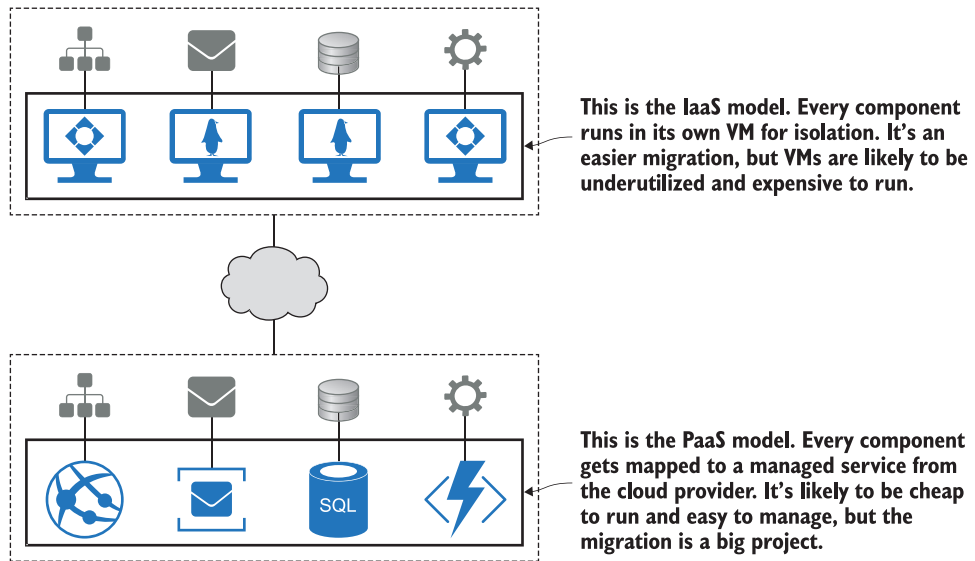 This is the IaaS model. Every component
runs in its own VM for isolation. It's an
easier migration, but VMs are likely to be
underutilized and expensive to run.
This is the PaaS model. Every component
gets mapped to a managed service from
the cloud provider. It's likely to be cheap
to run and easy to manage, but the
migration is a big project.
SQL